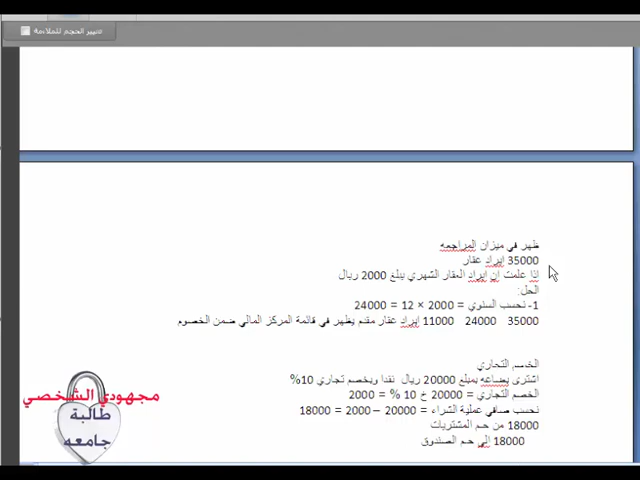 تغيير الحجم للملاءمة
ظهر في ميزان المراجعه
35000 إيراد عقار
اذا علمت ان ايراد العقار الشهري يبلغ 2000 ريال
الحل:
1- نحسب السنوي = 2000 × 12 = 24000
35000 24000 11000 إيراد عقار مقدم يظهر في قائمة المركز المالي ضمن الخصوم
الخصم التجاري
اشترى بضاعه بمبلغ 20000 ريال نقدا وبخصم تجاري 10%
الخصم التجاري = 20000 خ 10 % = 2000
نحسب صافي عملية الشراء = 20000 – 2000 = 18000
18000 من حـ المشتريات
18000 إلى حـ الصندوق
مجهودي الشخصي
طالبة
جامعه